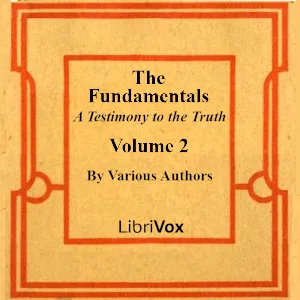 The
Fundamentals
A Testimony to the Truth
Volume 2
By Various Authors
LibriVox